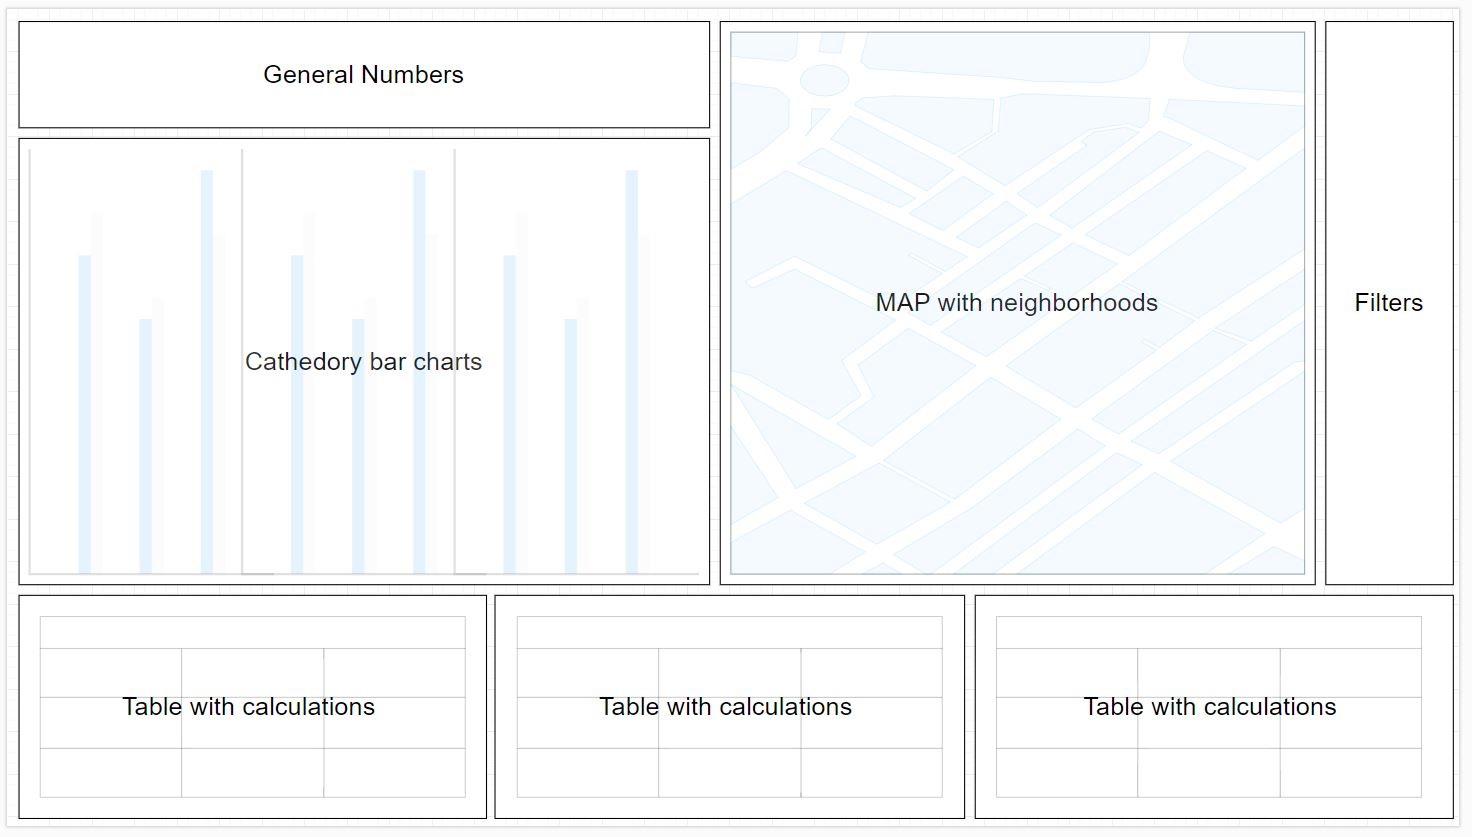 General Numbers
Cathedory bar charts
MAP with neighborhoods
Filters
Table with calculations
Table with calculations
Table with calculations